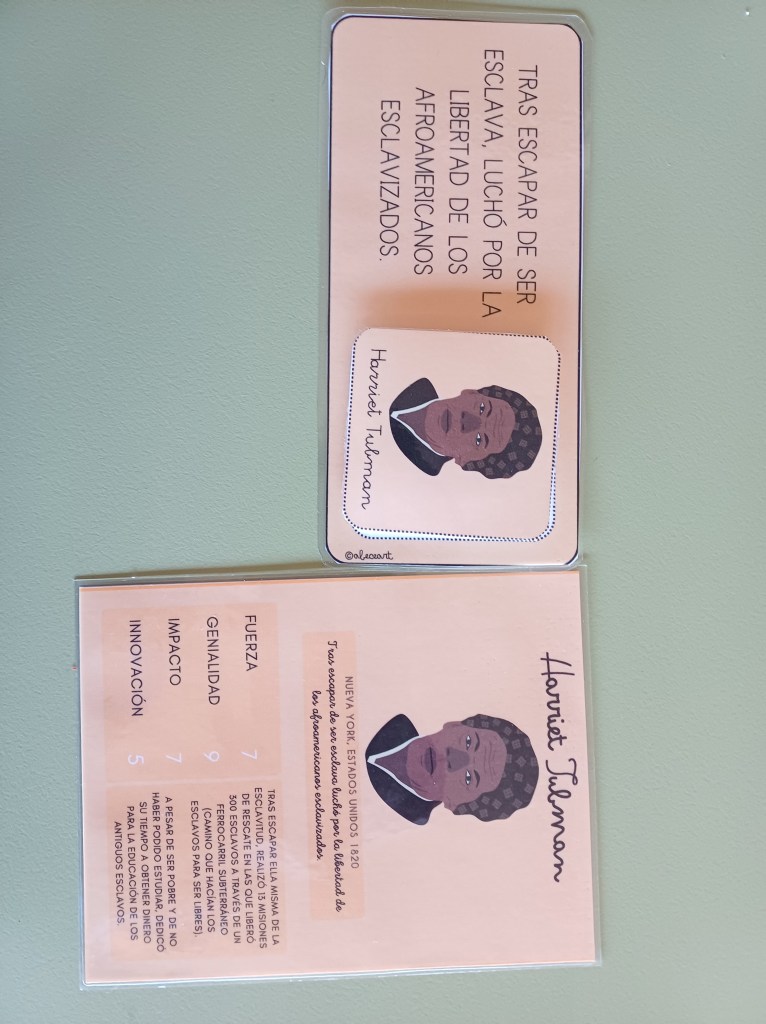 TRAS ESCAPAR DE SER
ESCLAVA, LUCHÓ POR LA
LIBERTAD DE LOS
AFROAMERICANOS
ESCLAVIZADOS.
Harriet Tubman
©aleceart
Harriet Tubman
NUEVA YORK, ESTADOS UNIDOS 1820
Tras escapar de ser esclava luchó por la libertad de
los afroamericanos esclavizados.
FUERZA 7
GENIALIDAD 9
IMPACTO 7
INNOVACIÓN 5
TRAS ESCAPAR ELLA MISMA DE LA
ESCLAVITUD, REALIZÓ 13 MISIONES
DE RESCATE EN LAS QUE LIBERÓ
300 ESCLAVOS A TRAVÉS DE UN
FERROCARRIL SUBTERRÁNEO
(CAMINO QUE HACÍAN LOS
ESCLAVOS PARA SER LIBRES).
A PESAR DE SER POBRE Y DE NO
HABER PODIDO ESTUDIAR, DEDICÓ
SU TIEMPO A OBTENER DINERO
PARA LA EDUCACIÓN DE LOS
ANTIGUOS ESCLAVOS.